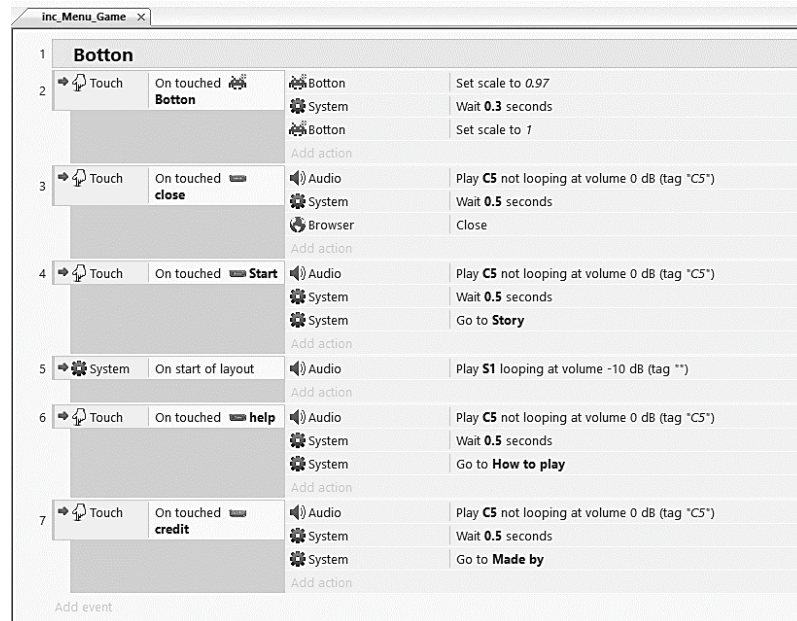 inc_Menu_Game ×
1 Botton
2 Touch On touched Botton Botton Set scale to 0.97
System Wait 0.3 seconds
Botton Set scale to 1
Add action
3 Touch On touched close Audio Play C5 not looping at volume 0 dB (tag "C5")
System Wait 0.5 seconds
Browser Close
Add action
4 Touch On touched Start Audio Play C5 not looping at volume 0 dB (tag "C5")
System Wait 0.5 seconds
System Go to Story
Add action
5 System On start of layout Audio Play S1 looping at volume -10 dB (tag "")
Add action
6 Touch On touched help Audio Play C5 not looping at volume 0 dB (tag "C5")
System Wait 0.5 seconds
System Go to How to play
Add action
7 Touch On touched credit Audio Play C5 not looping at volume 0 dB (tag "C5")
System Wait 0.5 seconds
System Go to Made by
Add action
Add event